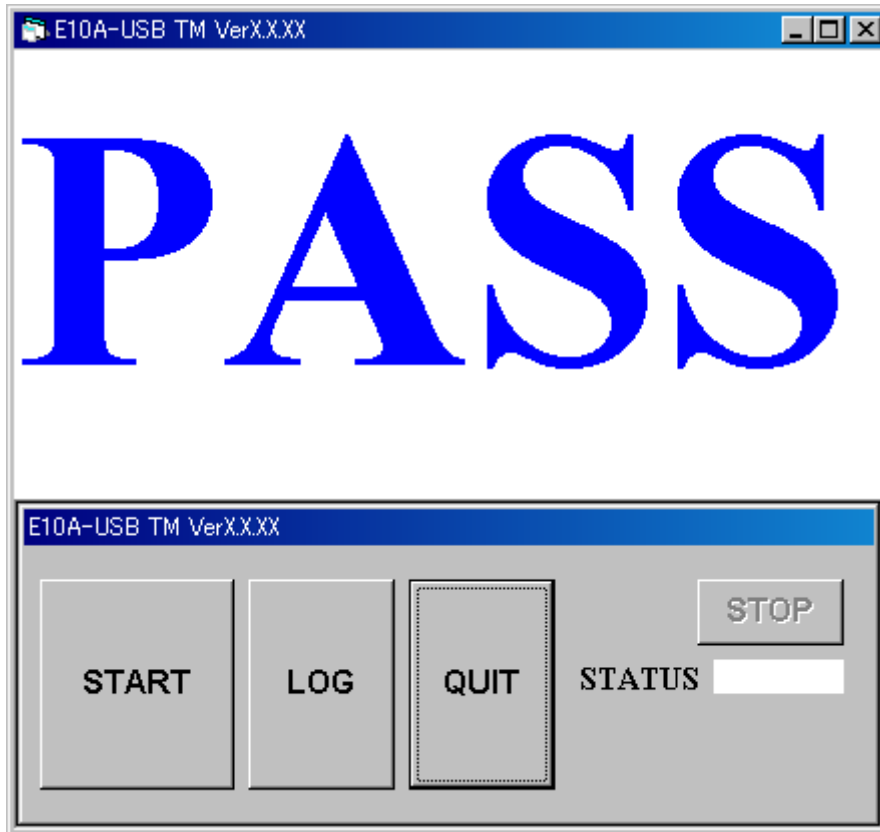 E10A-USB TM VerX.X.XX
PASS
E10A-USB TM VerX.X.XX
STOP
START LOG QUIT STATUS